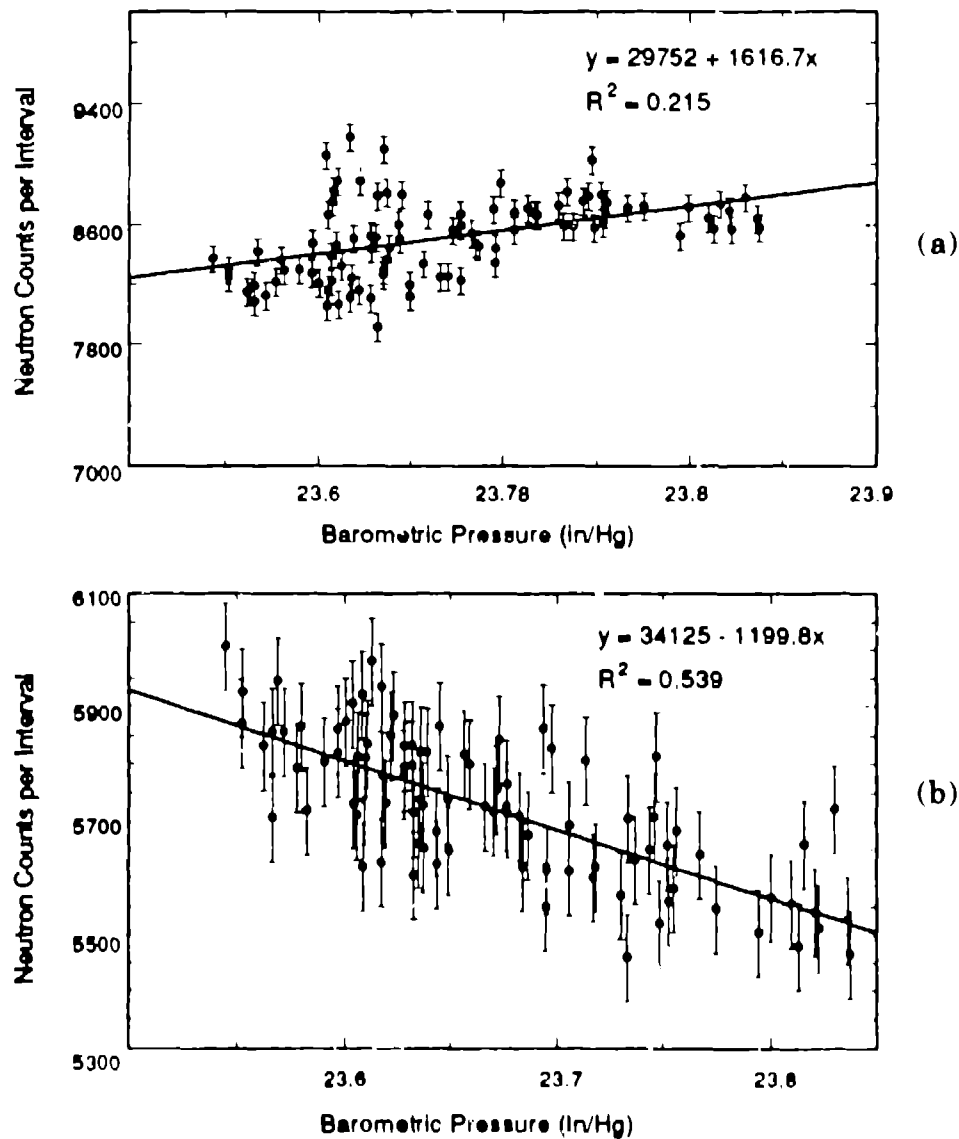 y = 29752 + 1616.7x
R² = 0.215
9400
8600
7800
7000
Neutron Counts per Interval
23.6
23.78
23.8
23.9
Barometric Pressure (In/Hg)
(a)
y = 34125 - 1199.8x
R² = 0.539
6100
5900
5700
5500
5300
Neutron Counts per Interval
23.6
23.7
23.8
Barometric Pressure (In/Hg)
(b)